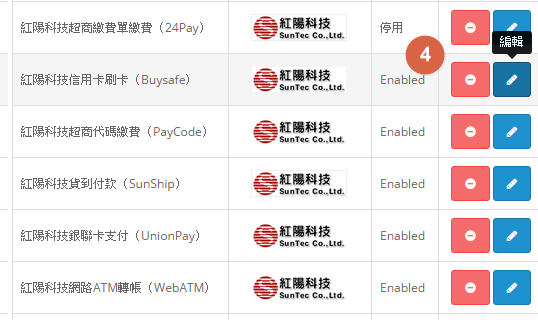 紅陽科技超商繳費單繳費（24Pay）
紅陽科技
SunTec Co.,Ltd.
停用
4
編輯
紅陽科技信用卡刷卡（Buysafe）
紅陽科技
SunTec Co.,Ltd.
Enabled
紅陽科技超商代碼繳費（PayCode）
紅陽科技
SunTec Co.,Ltd.
Enabled
紅陽科技貨到付款（SunShip）
紅陽科技
SunTec Co.,Ltd.
Enabled
紅陽科技銀聯卡支付（UnionPay）
紅陽科技
SunTec Co.,Ltd.
Enabled
紅陽科技網路ATM轉帳（WebATM）
紅陽科技
SunTec Co.,Ltd.
Enabled